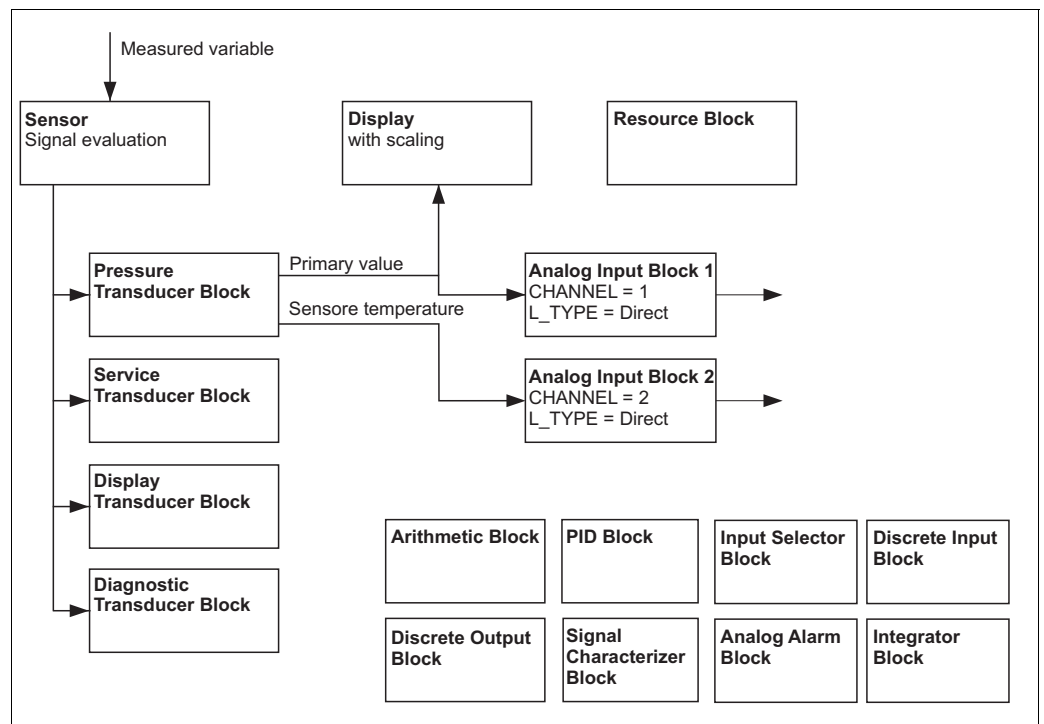 Measured variable
Sensor
Signal evaluation
Display
with scaling
Resource Block
Pressure
Transducer Block
Primary value
Sensore temperature
Analog Input Block 1
CHANNEL = 1
L_TYPE = Direct
Service
Transducer Block
Analog Input Block 2
CHANNEL = 2
L_TYPE = Direct
Display
Transducer Block
Diagnostic
Transducer Block
Arithmetic Block
PID Block
Input Selector
Block
Discrete Input
Block
Discrete Output
Block
Signal
Characterizer
Block
Analog Alarm
Block
Integrator
Block